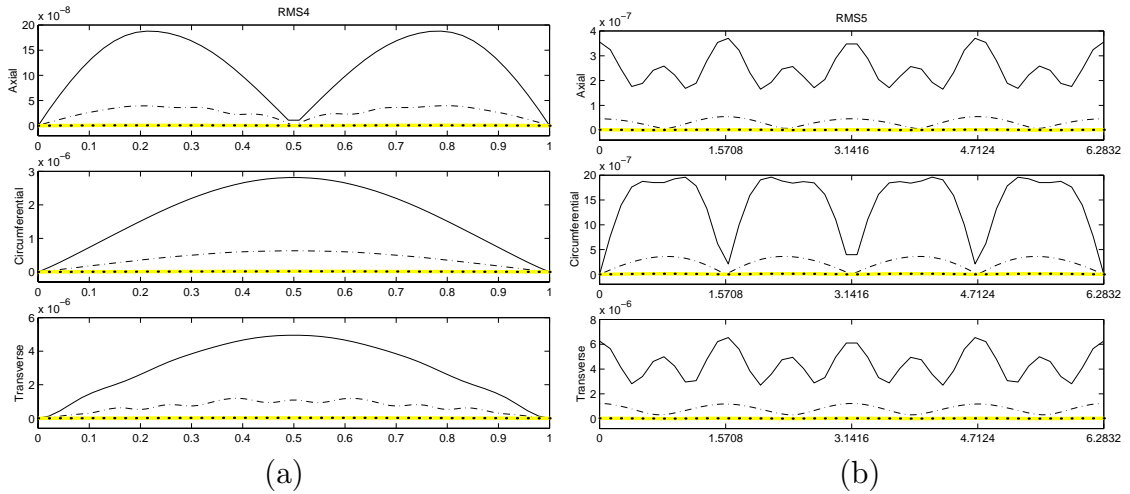 RMS4
x 10⁻⁸
20
15
10
5
0
Axial
0 0.1 0.2 0.3 0.4 0.5 0.6 0.7 0.8 0.9 1
x 10⁻⁶
3
2
1
0
Circumferential
0 0.1 0.2 0.3 0.4 0.5 0.6 0.7 0.8 0.9 1
x 10⁻⁶
6
4
2
0
Transverse
0 0.1 0.2 0.3 0.4 0.5 0.6 0.7 0.8 0.9 1
(a)
RMS5
x 10⁻⁷
4
3
2
1
0
Axial
0 1.5708 3.1416 4.7124 6.2832
x 10⁻⁷
20
15
10
5
0
Circumferential
0 1.5708 3.1416 4.7124 6.2832
x 10⁻⁶
8
6
4
2
0
Transverse
0 1.5708 3.1416 4.7124 6.2832
(b)